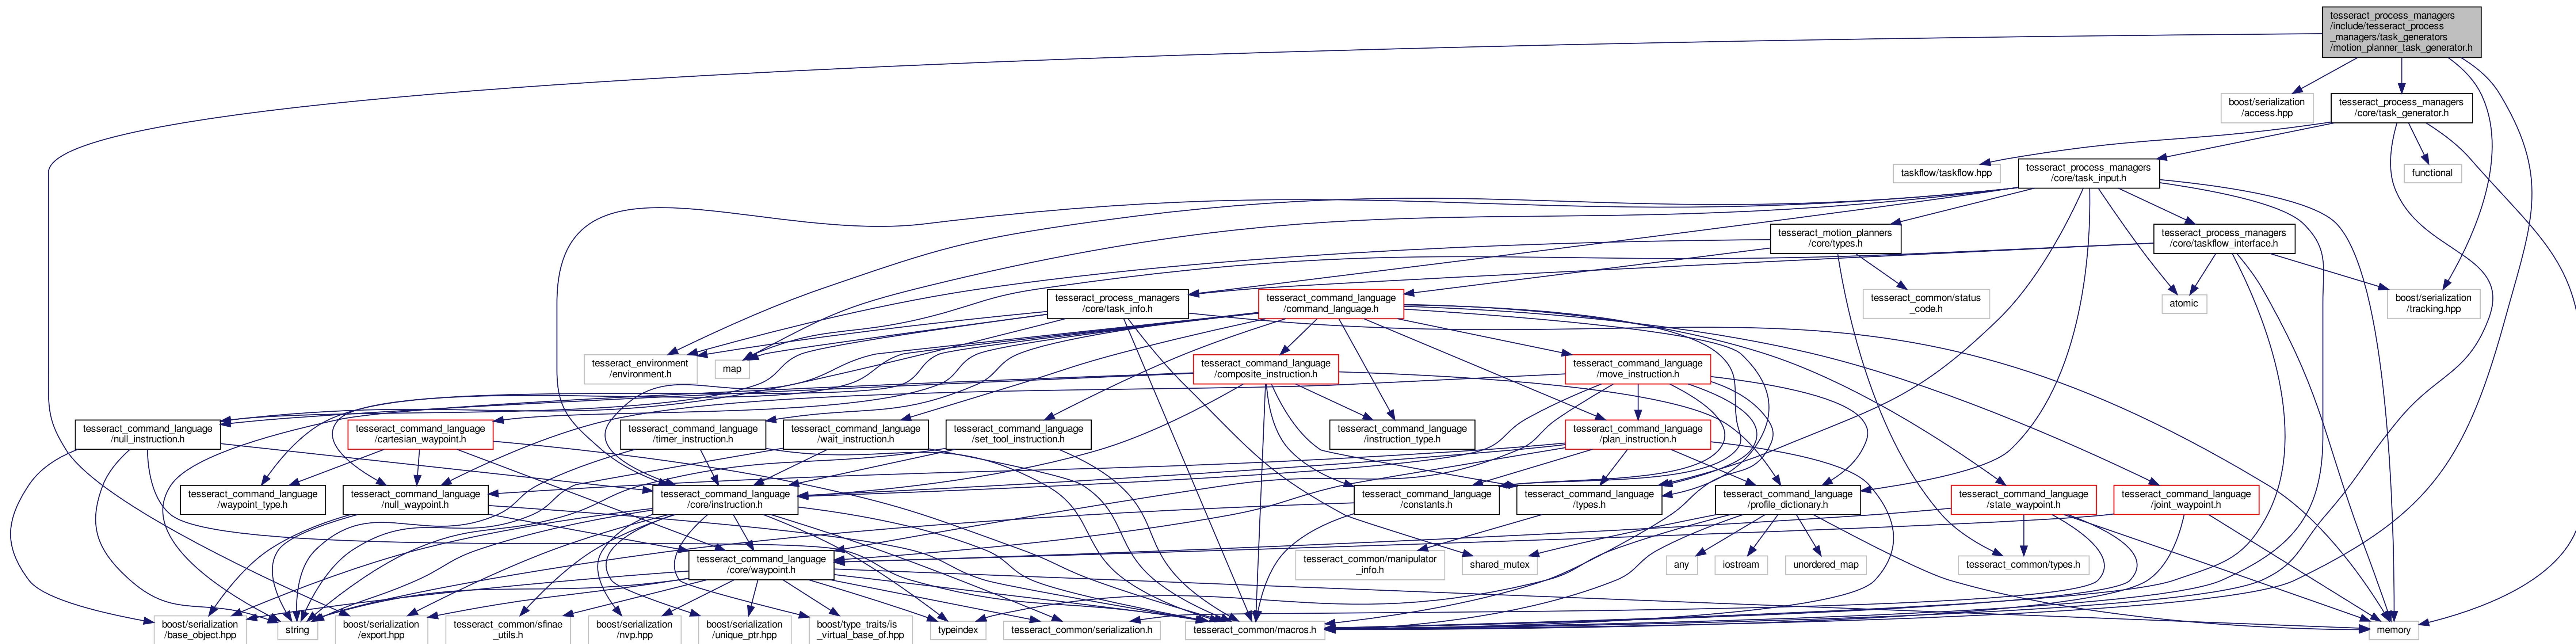 tesseract_process_managers
/include/tesseract_process
_managers/task_generators
/motion_planner_task_generator.h
boost/serialization
/access.hpp
tesseract_process_managers
/core/task_generator.h
taskflow/taskflow.hpp
tesseract_process_managers
/core/task_input.h
functional
tesseract_motion_planners
/core/types.h
tesseract_process_managers
/core/taskflow_interface.h
tesseract_process_managers
/core/task_info.h
tesseract_command_language
/command_language.h
tesseract_common/status
_code.h
atomic
boost/serialization
/tracking.hpp
tesseract_environment
/environment.h
map
tesseract_command_language
/composite_instruction.h
tesseract_command_language
/move_instruction.h
tesseract_command_language
/null_instruction.h
tesseract_command_language
/cartesian_waypoint.h
tesseract_command_language
/timer_instruction.h
tesseract_command_language
/wait_instruction.h
tesseract_command_language
/set_tool_instruction.h
tesseract_command_language
/instruction_type.h
tesseract_command_language
/plan_instruction.h
tesseract_command_language
/waypoint_type.h
tesseract_command_language
/null_waypoint.h
tesseract_command_language
/core/instruction.h
tesseract_command_language
/constants.h
tesseract_command_language
/types.h
tesseract_command_language
/profile_dictionary.h
tesseract_command_language
/state_waypoint.h
tesseract_command_language
/joint_waypoint.h
tesseract_command_language
/core/waypoint.h
tesseract_common/manipulator
_info.h
shared_mutex
any
iostream
unordered_map
tesseract_common/types.h
boost/serialization
/base_object.hpp
string
boost/serialization
/export.hpp
tesseract_common/sfinae
_utils.h
boost/serialization
/nvp.hpp
boost/serialization
/unique_ptr.hpp
boost/type_traits/is
_virtual_base_of.hpp
typeindex
tesseract_common/serialization.h
tesseract_common/macros.h
memory